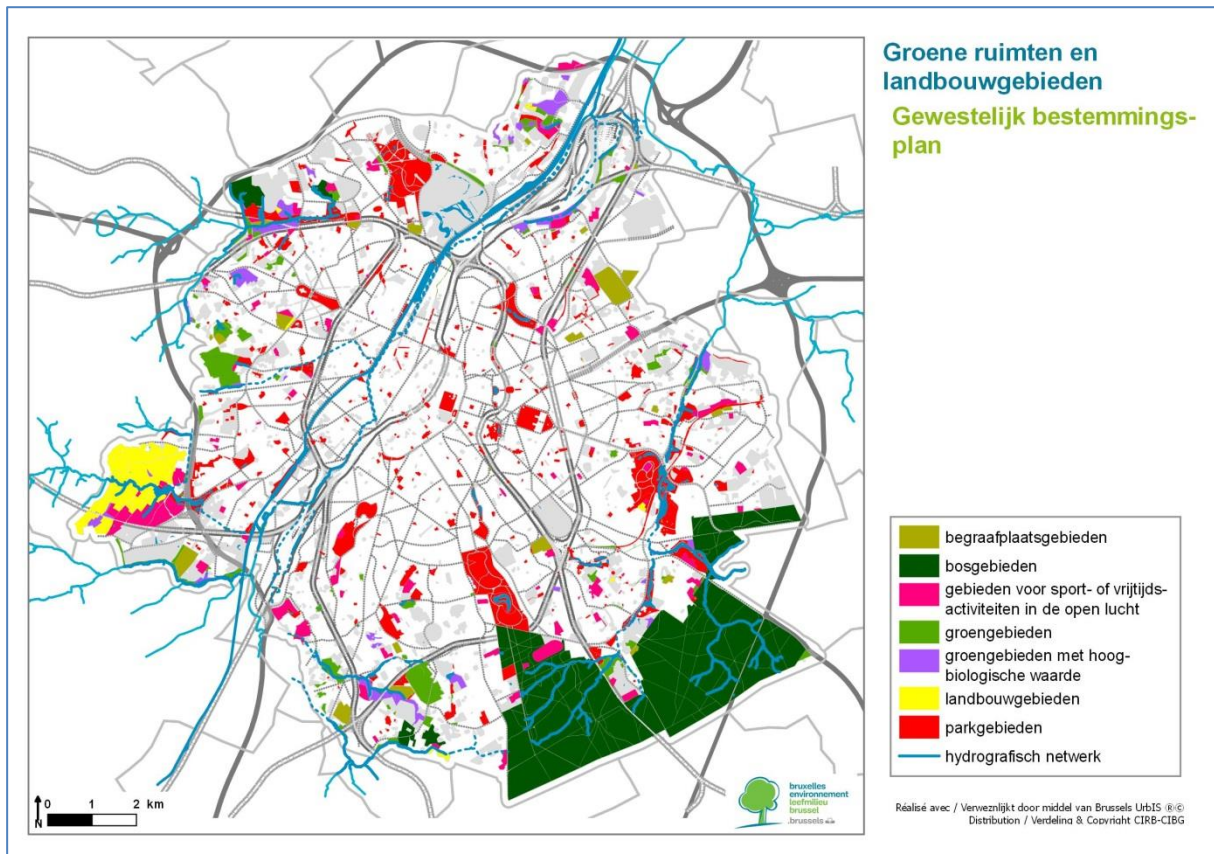 Groene ruimten en
landbouwgebieden
Gewestelijk bestemmings-
plan
begraafplaatsgebieden
bosgebieden
gebieden voor sport- of vrijtijds-
activiteiten in de open lucht
groengebieden
groengebieden met hoog-
biologische waarde
landbouwgebieden
parkgebieden
hydrografisch netwerk
0 1 2 km
N
bruxelles
environnement
leefmilieu
brussel
.brussels
Réalisé avec / Verweznlijkt door middel van Brussels UrbIS ®©
Distribution / Verdeling & Copyright CIRB-CIBG